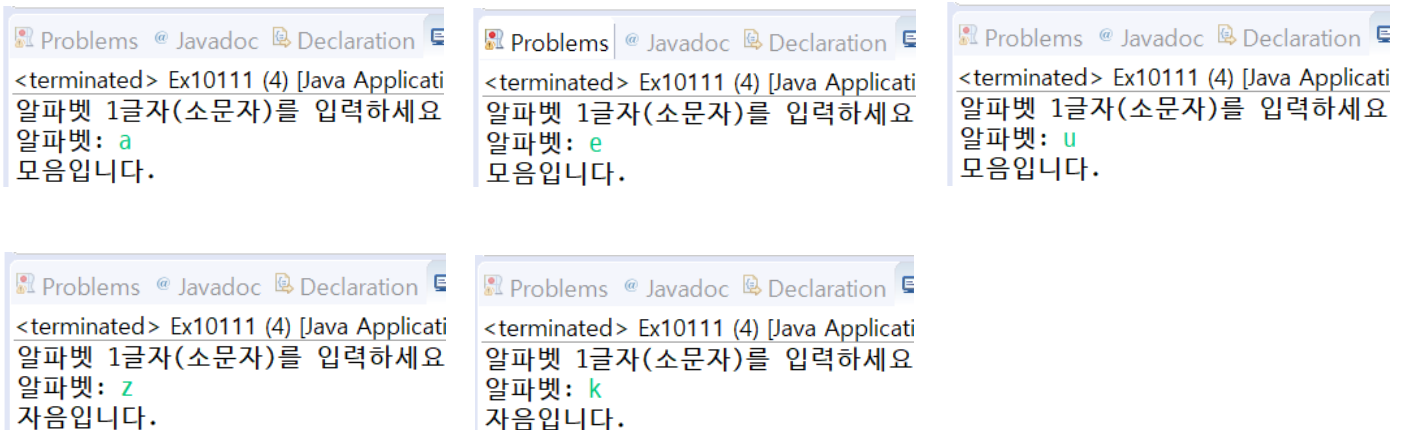 Problems @ Javadoc Declaration
<terminated> Ex10111 (4) [Java Applicati
알파벳 1글자(소문자)를 입력하세요
알파벳: a
모음입니다.
Problems @ Javadoc Declaration
<terminated> Ex10111 (4) [Java Applicati
알파벳 1글자(소문자)를 입력하세요
알파벳: e
모음입니다.
Problems @ Javadoc Declaration
<terminated> Ex10111 (4) [Java Applicati
알파벳 1글자(소문자)를 입력하세요
알파벳: u
모음입니다.
Problems @ Javadoc Declaration
<terminated> Ex10111 (4) [Java Applicati
알파벳 1글자(소문자)를 입력하세요
알파벳: z
자음입니다.
Problems @ Javadoc Declaration
<terminated> Ex10111 (4) [Java Applicati
알파벳 1글자(소문자)를 입력하세요
알파벳: k
자음입니다.